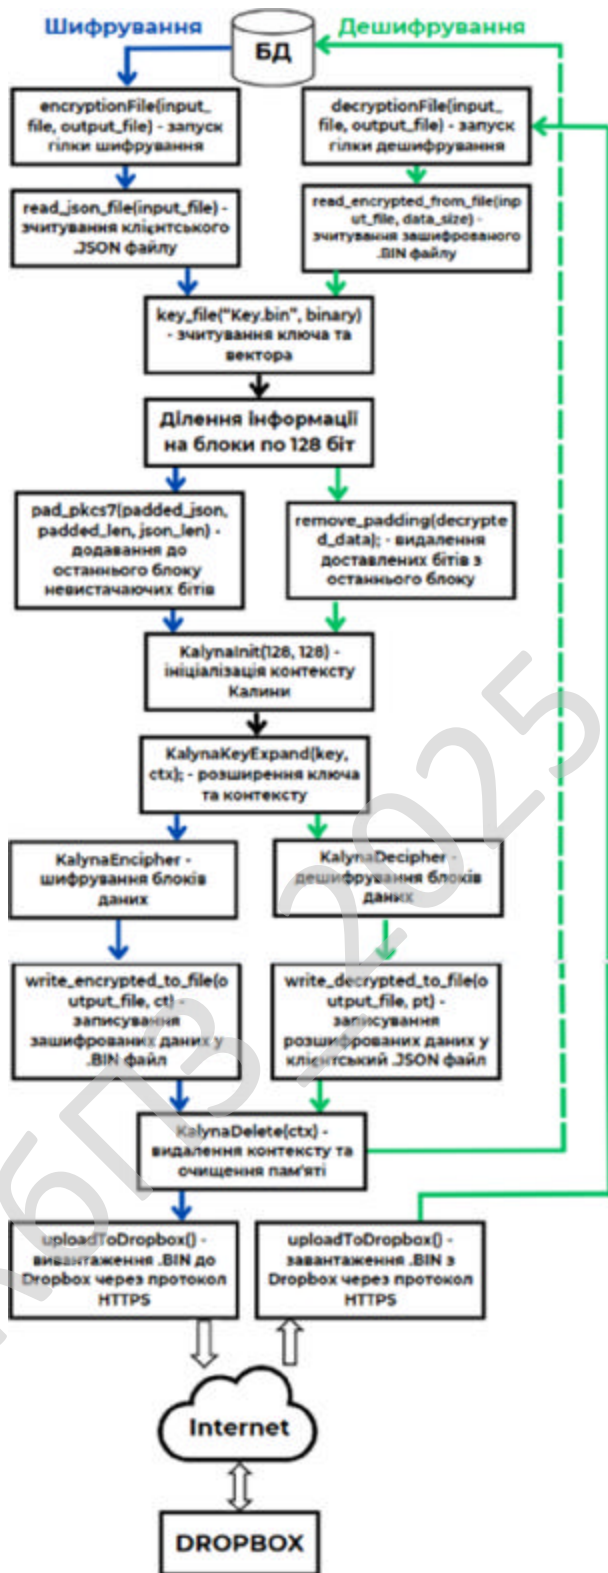 Шифрування
Дешифрування
БД
encryptionFile(input_
file, output_file) - запуск
гілки шифрування
decryptionFile(input_
file, output_file) - запуск
гілки дешифрування
read_json_file(input_file) -
зчитування клієнтського
.JSON файлу
read_encrypted_from_file(inp
ut_file, data_size) -
зчитування зашифрованого
.BIN файлу
key_file("Key.bin", binary)
- зчитування ключа та
вектора
Ділення інформації
на блоки по 128 біт
pad_pkcs7(padded_json,
padded_len, json_len) -
додавання до
останнього блоку
невистачаючих бітів
remove_padding(decrypte
d_data); - видалення
доставлених бітів з
останнього блоку
KalynaInit(128, 128) -
ініціалізація контексту
Калини
KalynaKeyExpand(key,
ctx); - розширення ключа
та контексту
KalynaEncipher -
шифрування блоків
даних
KalynaDecipher -
дешифрування блоків
даних
write_encrypted_to_file(o
utput_file, ct) -
записування
зашифрованих даних у
.BIN файл
write_decrypted_to_file(o
utput_file, pt) -
записування
розшифрованих даних у
клієнтський .JSON файл
KalynaDelete(ctx) -
видалення контексту та
очищення пам'яті
uploadToDropbox() -
вивантаження .BIN до
Dropbox через протокол
HTTPS
uploadToDropbox() -
завантаження .BIN з
Dropbox через протокол
HTTPS
Internet
DROPBOX
бПЗ_2025